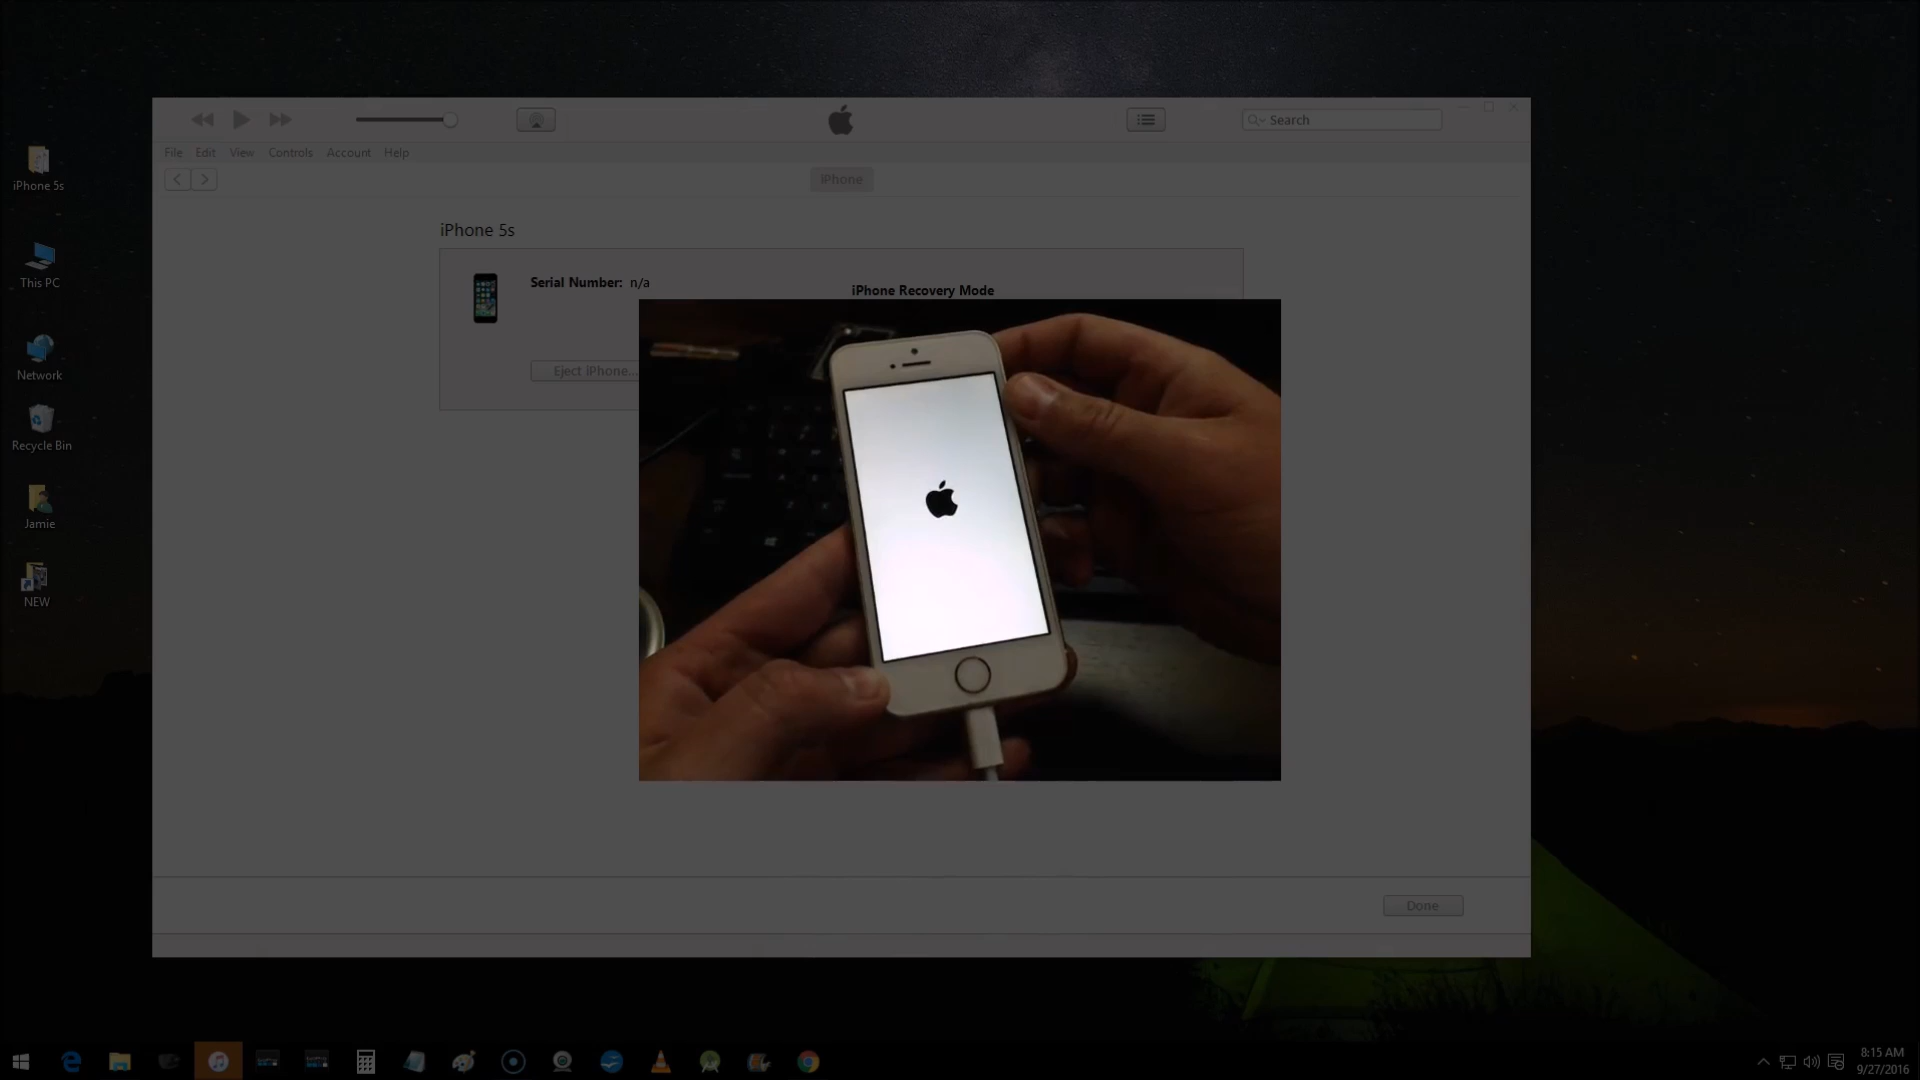 Search
File Edit View Controls Account Help
iPhone
iPhone 5s
Serial Number: n/a
iPhone Recovery Mode
Eject iPhone...
Done
iPhone 5s
This PC
Network
Recycle Bin
Jamie
NEW
8:15 AM
9/27/2016